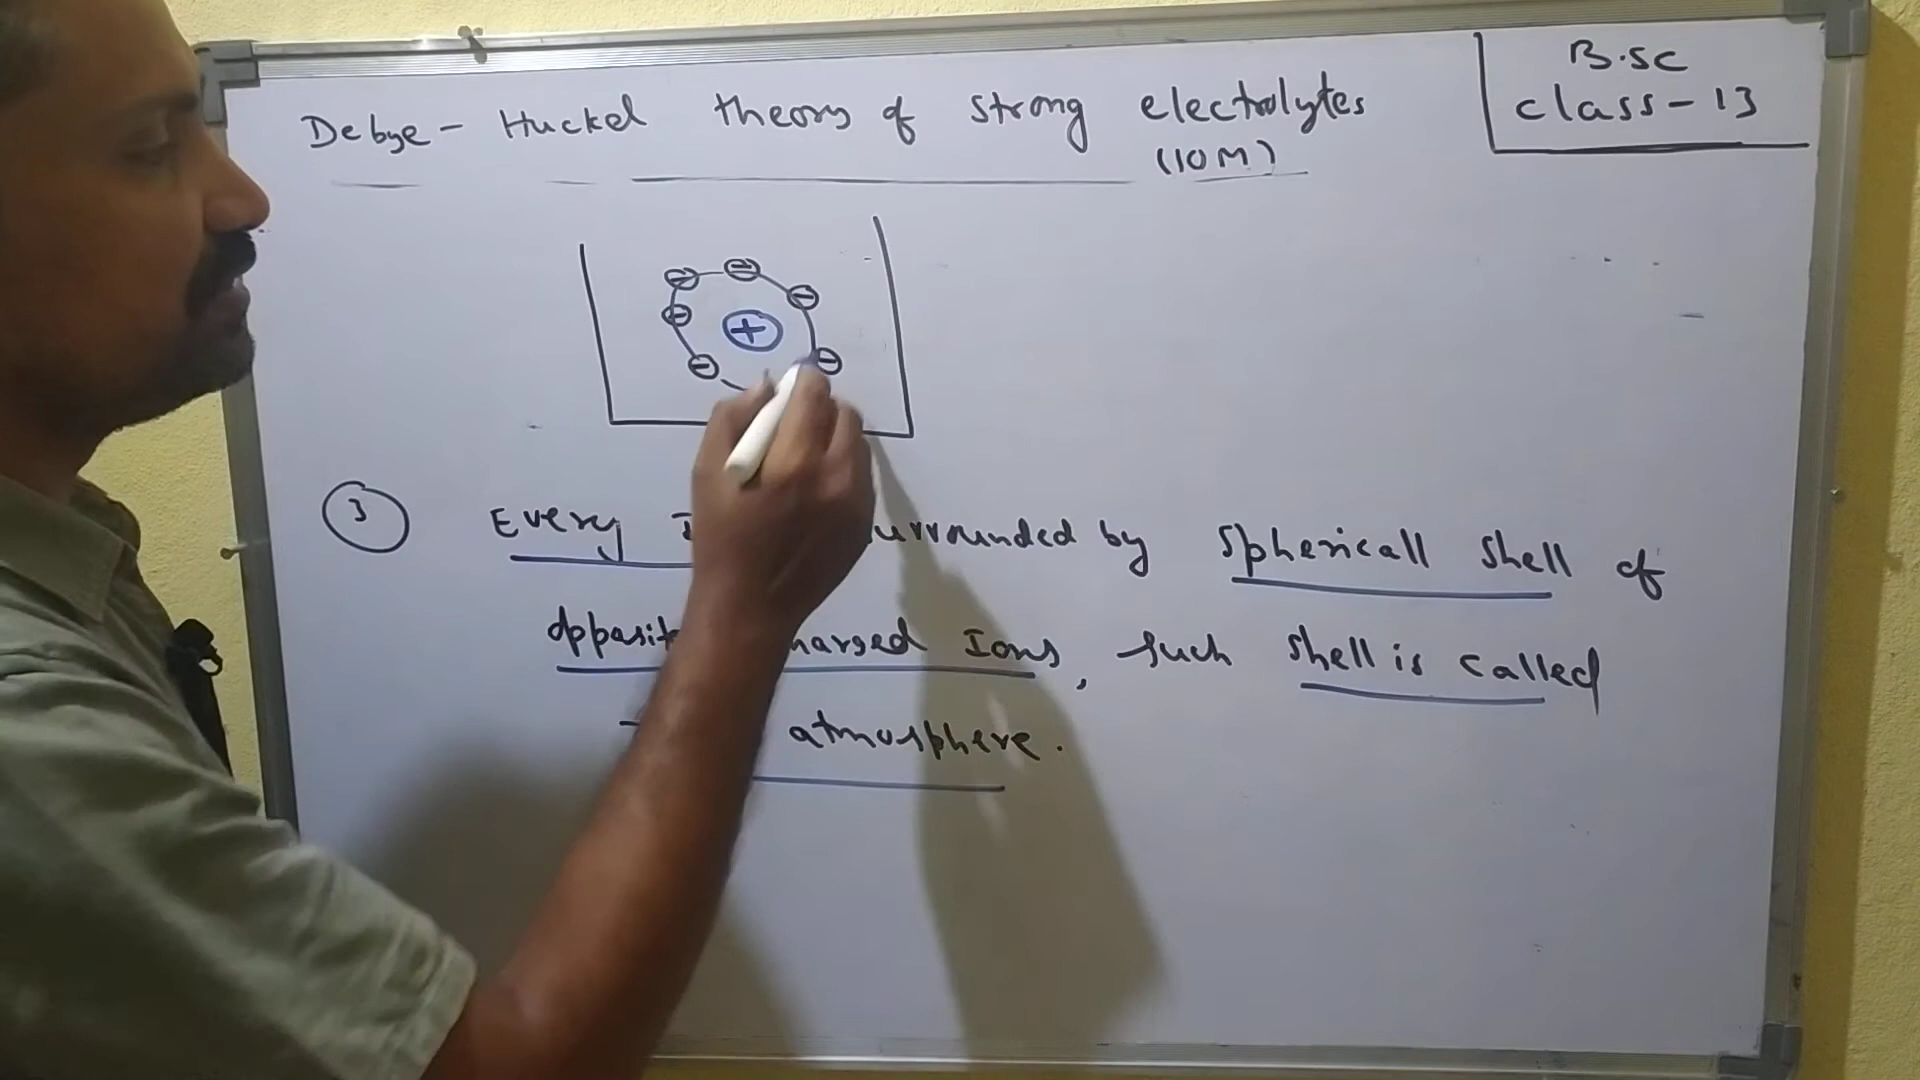 B.SC
class-13
Debye - Huckel theory of strong electrolytes
(10M)
+
3
Every surrounded by sphericall shell of
charged Ions, such shell is called
atmosphere.